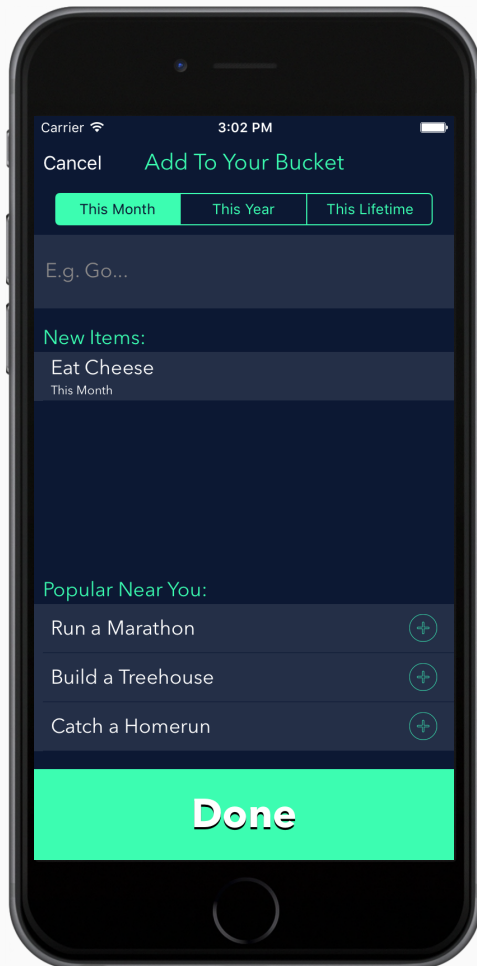 Carrier 3:02 PM
Cancel Add To Your Bucket
This Month This Year This Lifetime
E.g. Go...
New Items:
Eat Cheese
This Month
Popular Near You:
Run a Marathon
Build a Treehouse
Catch a Homerun
Done